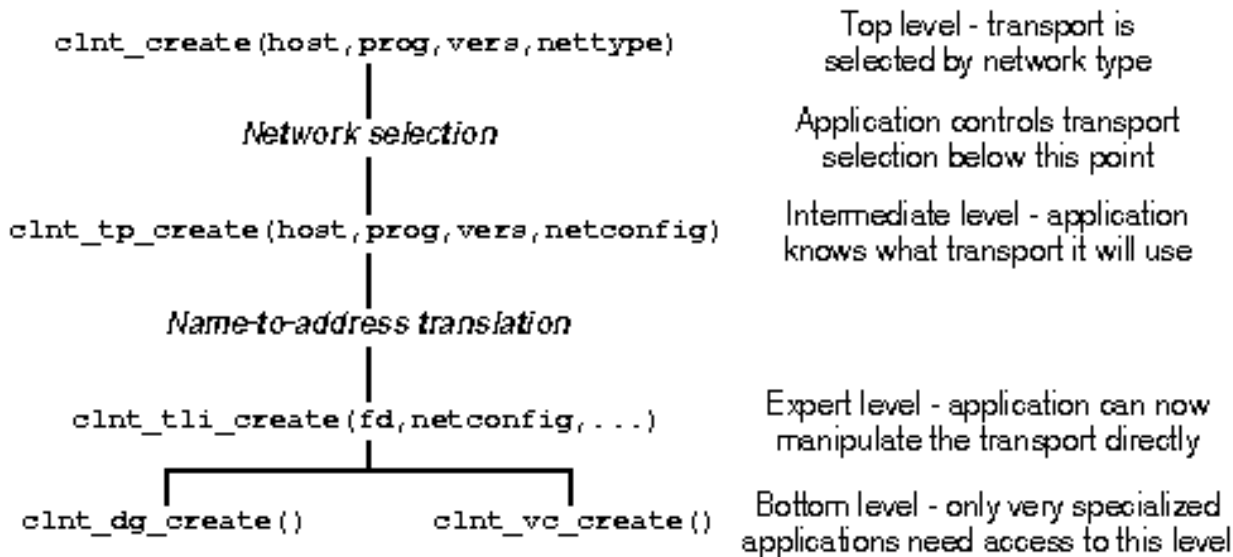 clnt_create(host,prog,vers,nettype)
Top level - transport is
selected by network type
Network selection
Application controls transport
selection below this point
clnt_tp_create(host,prog,vers,netconfig)
Intermediate level - application
knows what transport it will use
Name-to-address translation
clnt_tli_create(fd,netconfig,...)
Expert level - application can now
manipulate the transport directly
clnt_dg_create()
clnt_vc_create()
Bottom level - only very specialized
applications need access to this level